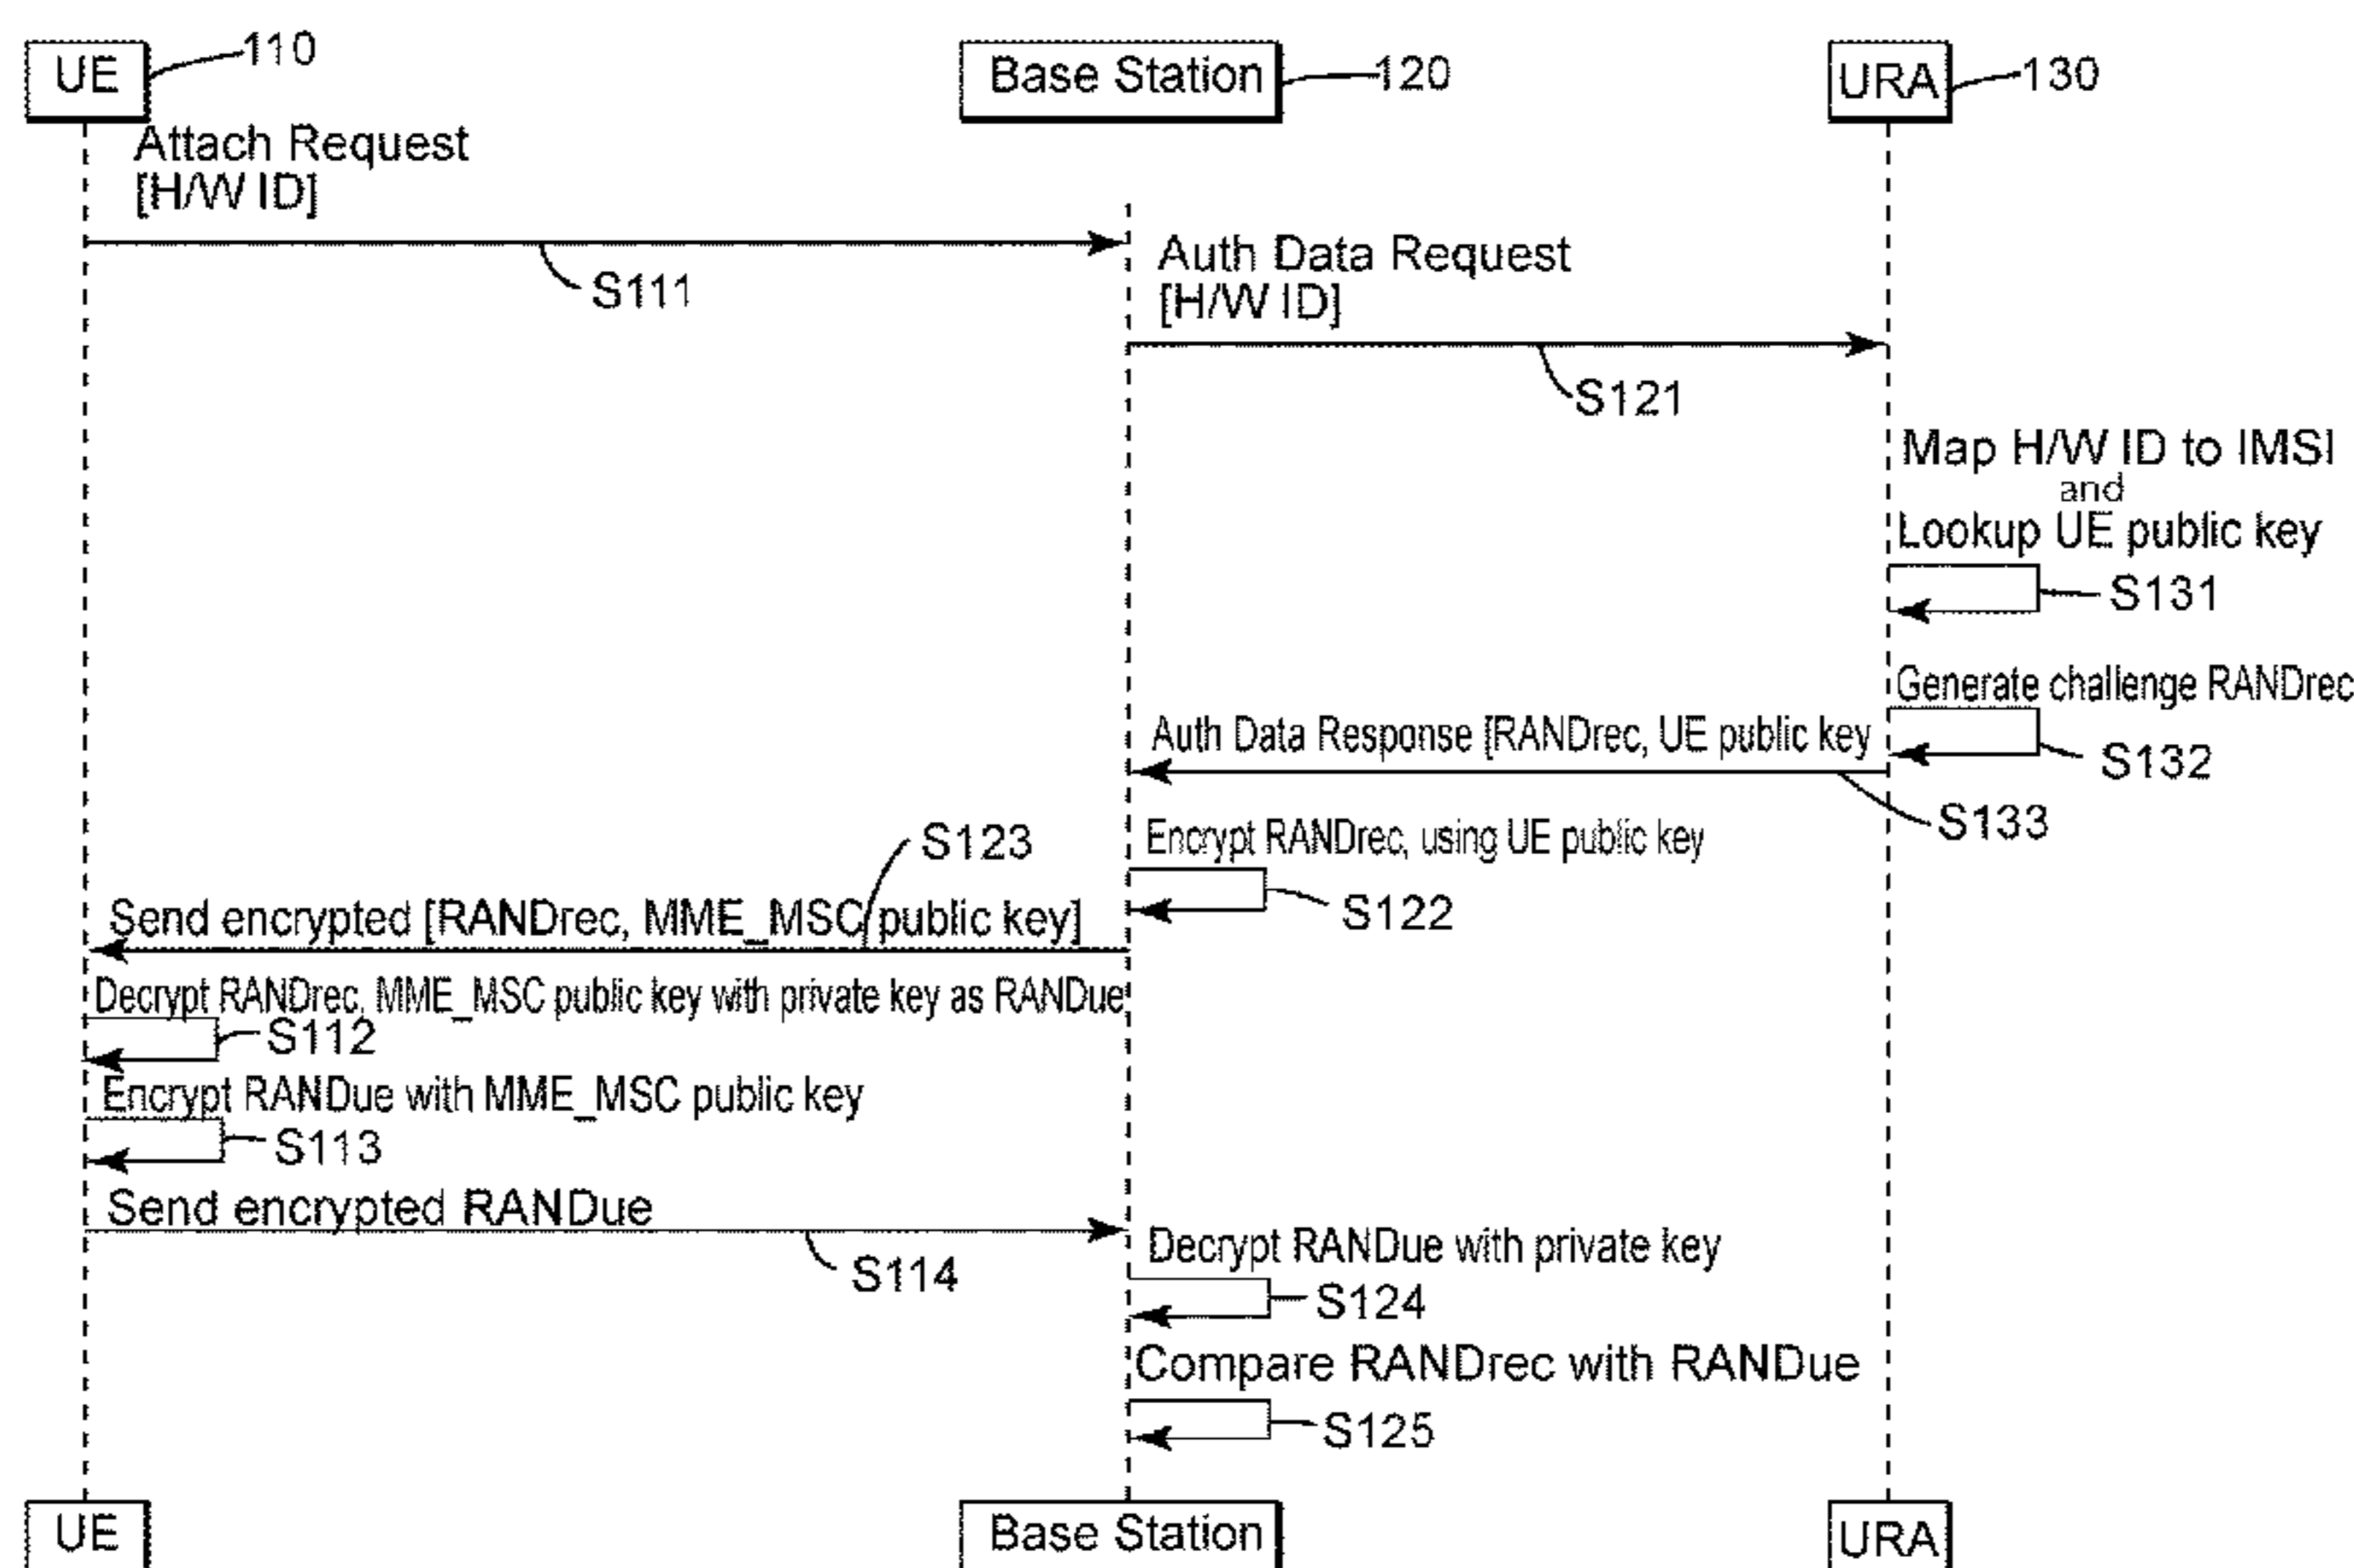 UE 110 Base Station 120 URA 130
Attach Request
[H/W ID]
S111
Auth Data Request
[H/W ID]
S121
Map H/W ID to IMSI
and
Lookup UE public key
S131
Generate challenge RANDrec
S132
Auth Data Response [RANDrec, UE public key
S133
Encrypt RANDrec, using UE public key
S122
S123
Send encrypted [RANDrec, MME_MSC public key]
Decrypt RANDrec, MME_MSC public key with private key as RANDue
S112
Encrypt RANDue with MME_MSC public key
S113
Send encrypted RANDue
S114
Decrypt RANDue with private key
S124
Compare RANDrec with RANDue
S125
UE Base Station URA